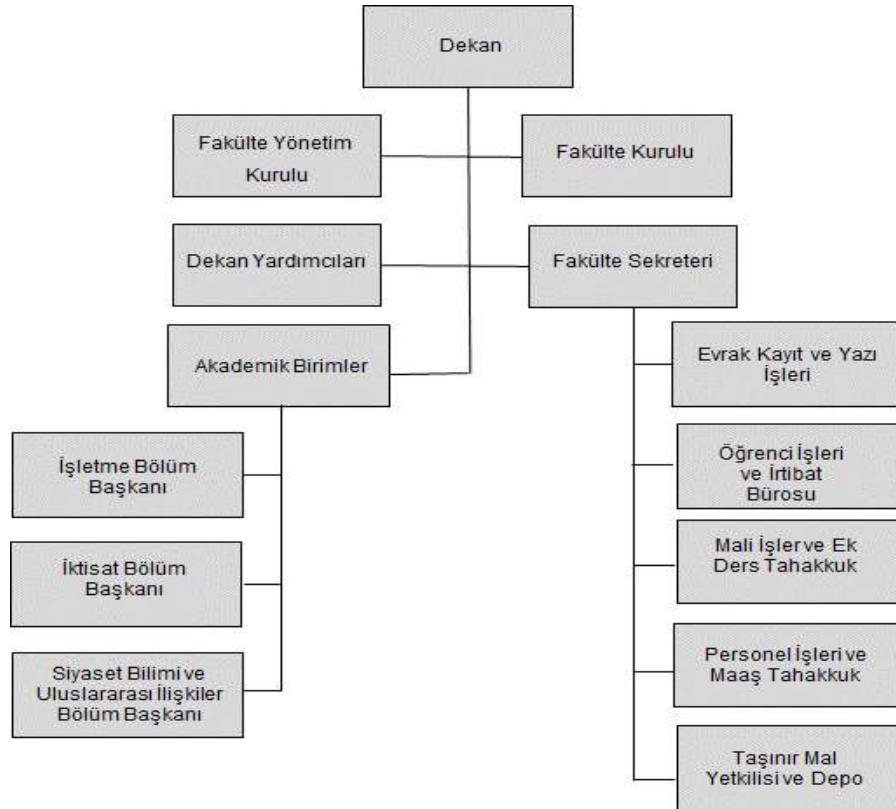 Dekan
Fakülte Yönetim
Kurulu
Fakülte Kurulu
Dekan Yardımcıları
Fakülte Sekreteri
Akademik Birimler
İşletme Bölüm
Başkanı
İktisat Bölüm
Başkanı
Siyaset Bilimi ve
Uluslararası İlişkiler
Bölüm Başkanı
Evrak Kayıt ve Yazı
İşleri
Öğrenci İşleri
ve İrtibat
Bürosu
Mali İşler ve Ek
Ders Tahakkuk
Personel İşleri ve
Maaş Tahakkuk
Taşınır Mal
Yetkilisi ve Depo